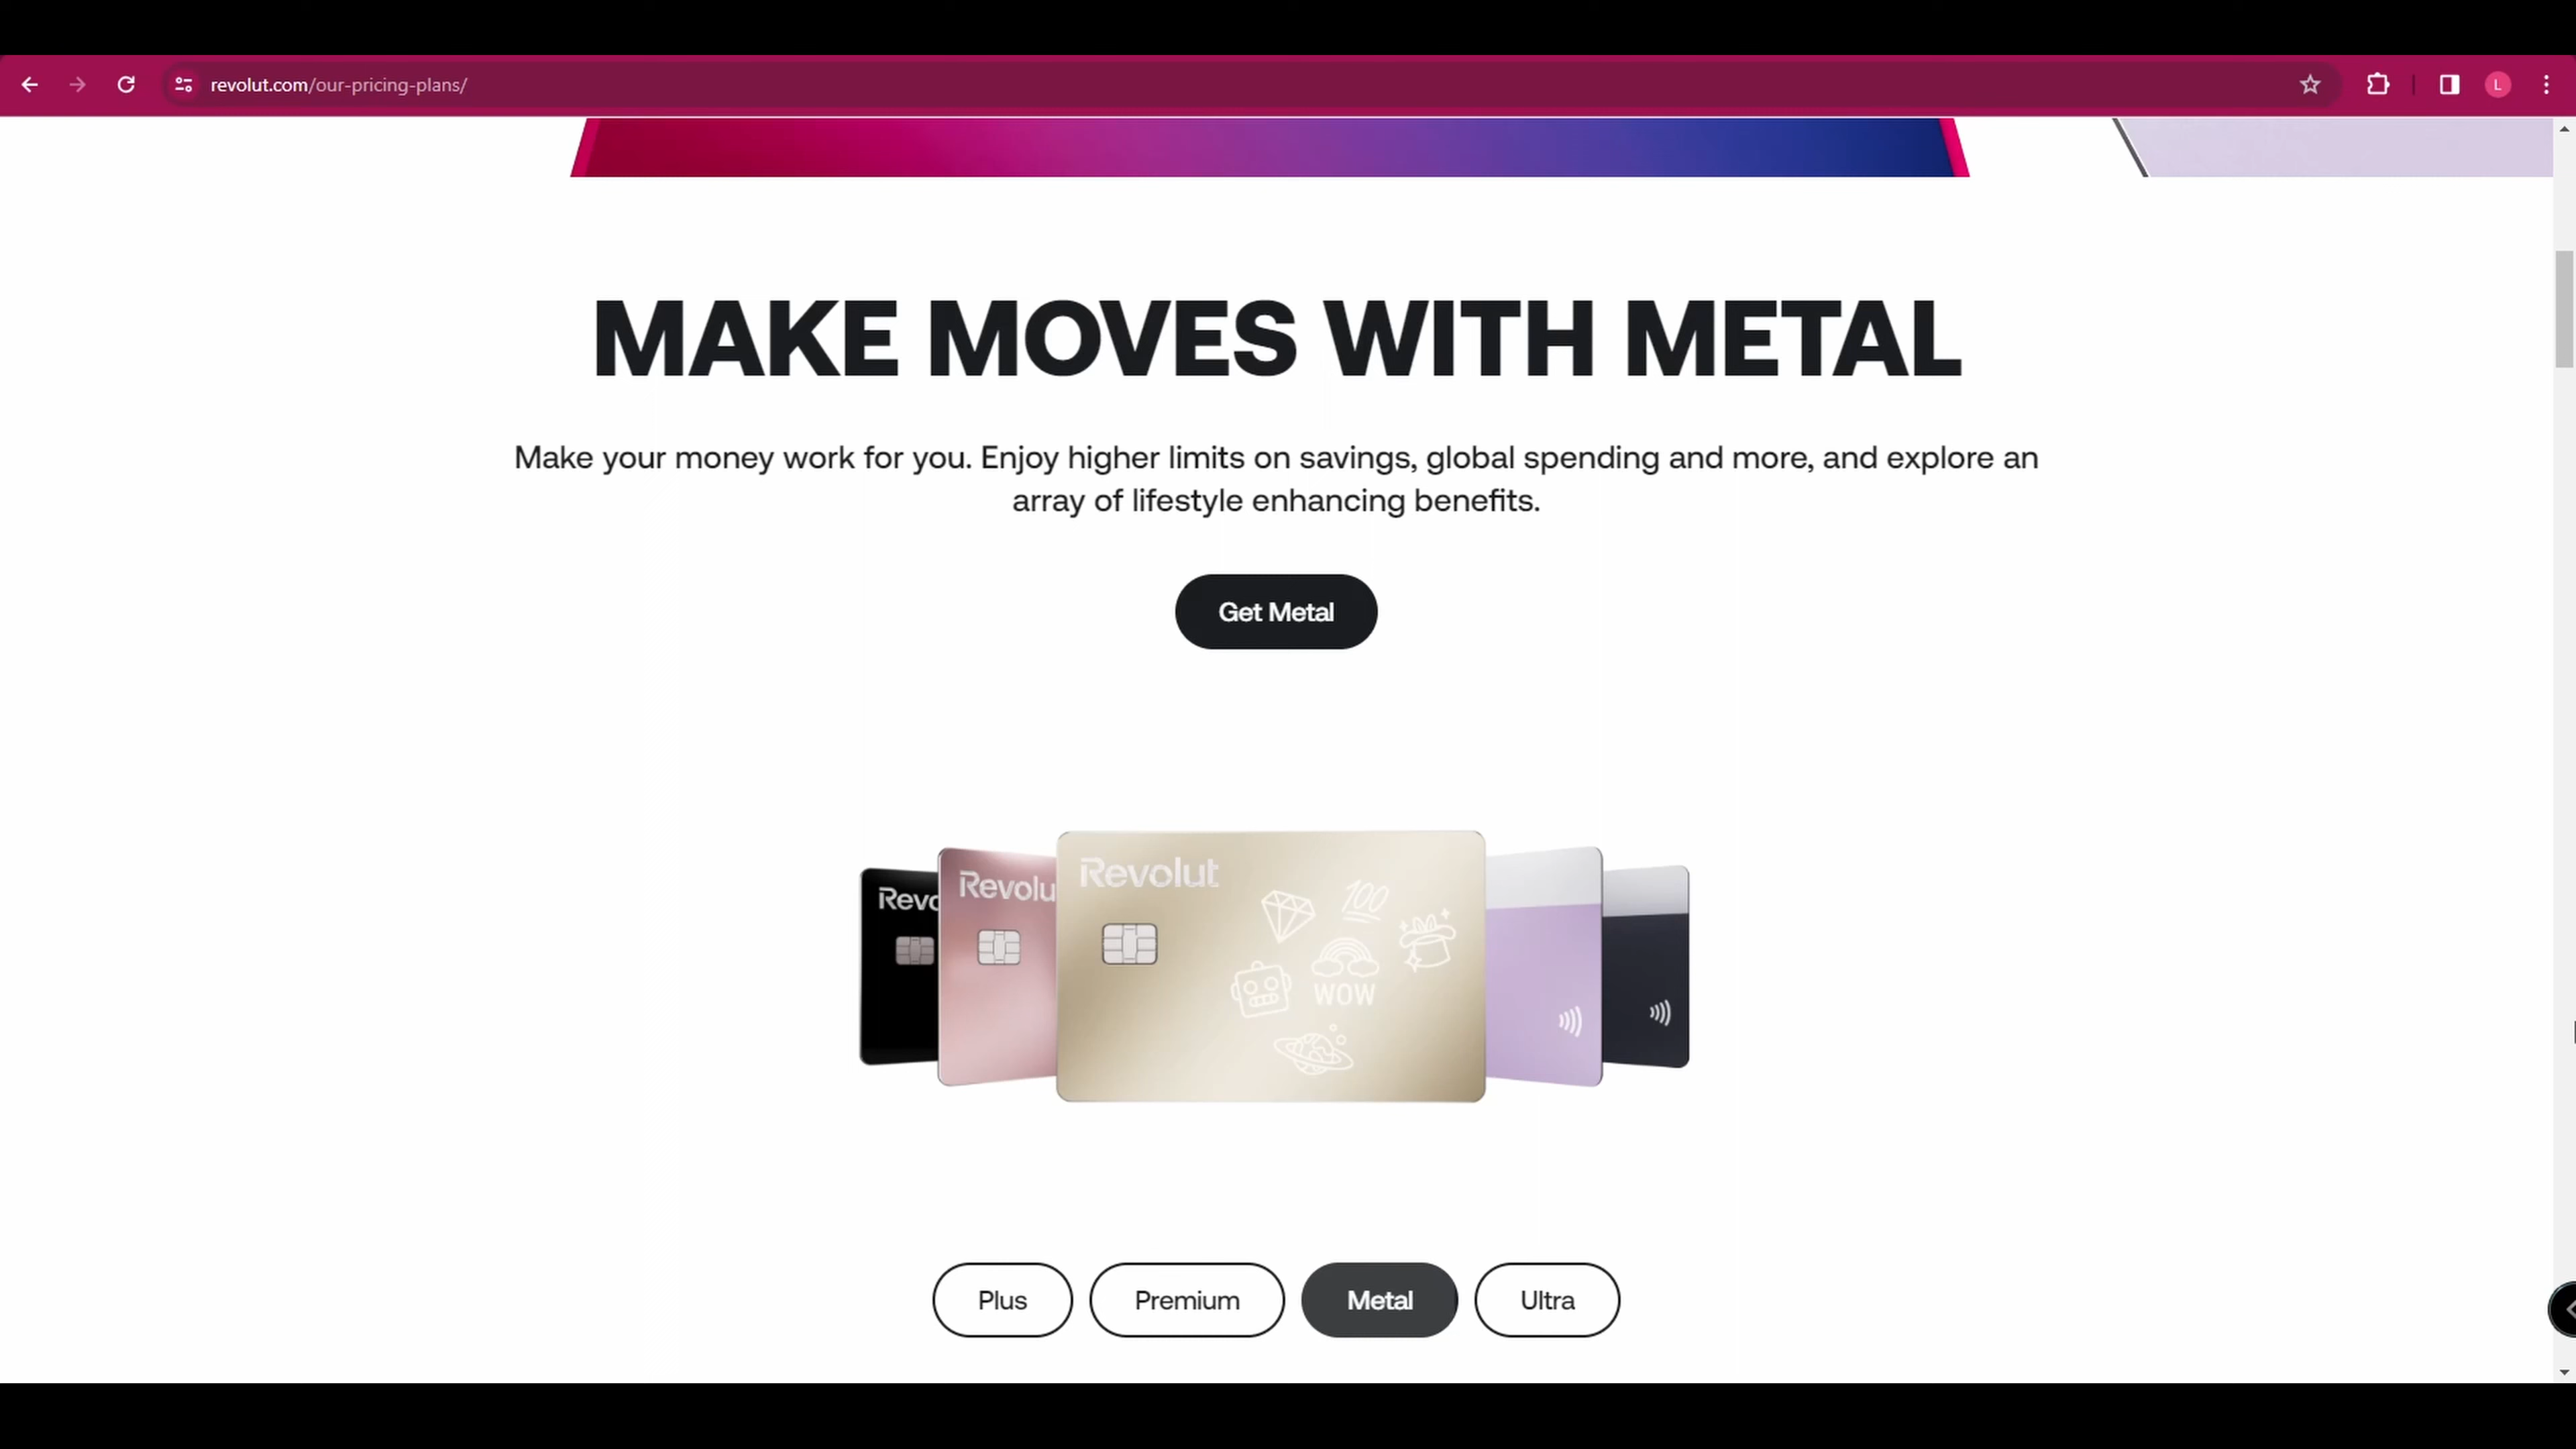 revolut.com/our-pricing-plans/
L
MAKE MOVES WITH METAL
Make your money work for you. Enjoy higher limits on savings, global spending and more, and explore an
array of lifestyle enhancing benefits.
Get Metal
Revo
Revolu
Revolut
100
WOW
Plus
Premium
Metal
Ultra